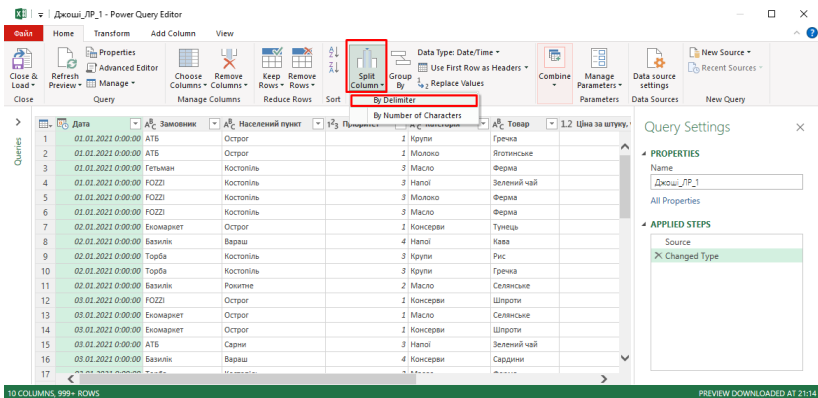 Джоші_ЛР_1 - Power Query Editor
Файл Home Transform Add Column View
Close & Load
Refresh Preview
Properties
Advanced Editor
Manage
Choose Columns
Remove Columns
Keep Rows
Remove Rows
Split Column
Group By
Data Type: Date/Time
Use First Row as Headers
Replace Values
Combine
Manage Parameters
Data source settings
New Source
Recent Sources
Close Query Manage Columns Reduce Rows Sort Parameters Data Sources New Query
By Delimiter
By Number of Characters
Queries
Дата Замовник Населений пункт Товар 1.2 Ціна за штуку,
1 01.01.2021 0:00:00 АТБ Острог 1 Крупи Гречка
2 01.01.2021 0:00:00 АТБ Острог 1 Молоко Яготинське
3 01.01.2021 0:00:00 Гетьман Костопіль 3 Масло Ферма
4 01.01.2021 0:00:00 FOZZI Костопіль 3 Напої Зелений чай
5 01.01.2021 0:00:00 FOZZI Костопіль 3 Молоко Ферма
6 01.01.2021 0:00:00 FOZZI Костопіль 3 Масло Ферма
7 02.01.2021 0:00:00 Екомаркет Острог 1 Консерви Тунець
8 02.01.2021 0:00:00 Базилік Вараш 4 Напої Кава
9 02.01.2021 0:00:00 Торба Костопіль 3 Крупи Рис
10 02.01.2021 0:00:00 Торба Костопіль 3 Крупи Гречка
11 02.01.2021 0:00:00 Базилік Рокитне 2 Масло Селянське
12 03.01.2021 0:00:00 FOZZI Острог 1 Консерви Шпроти
13 03.01.2021 0:00:00 Екомаркет Острог 1 Масло Селянське
14 03.01.2021 0:00:00 Екомаркет Острог 1 Консерви Шпроти
15 03.01.2021 0:00:00 АТБ Сарни 3 Напої Зелений чай
16 03.01.2021 0:00:00 Базилік Вараш 4 Консерви Сардини
17
Query Settings
PROPERTIES
Name
Джоші_ЛР_1
All Properties
APPLIED STEPS
Source
Changed Type
10 COLUMNS, 999+ ROWS
PREVIEW DOWNLOADED AT 21:14